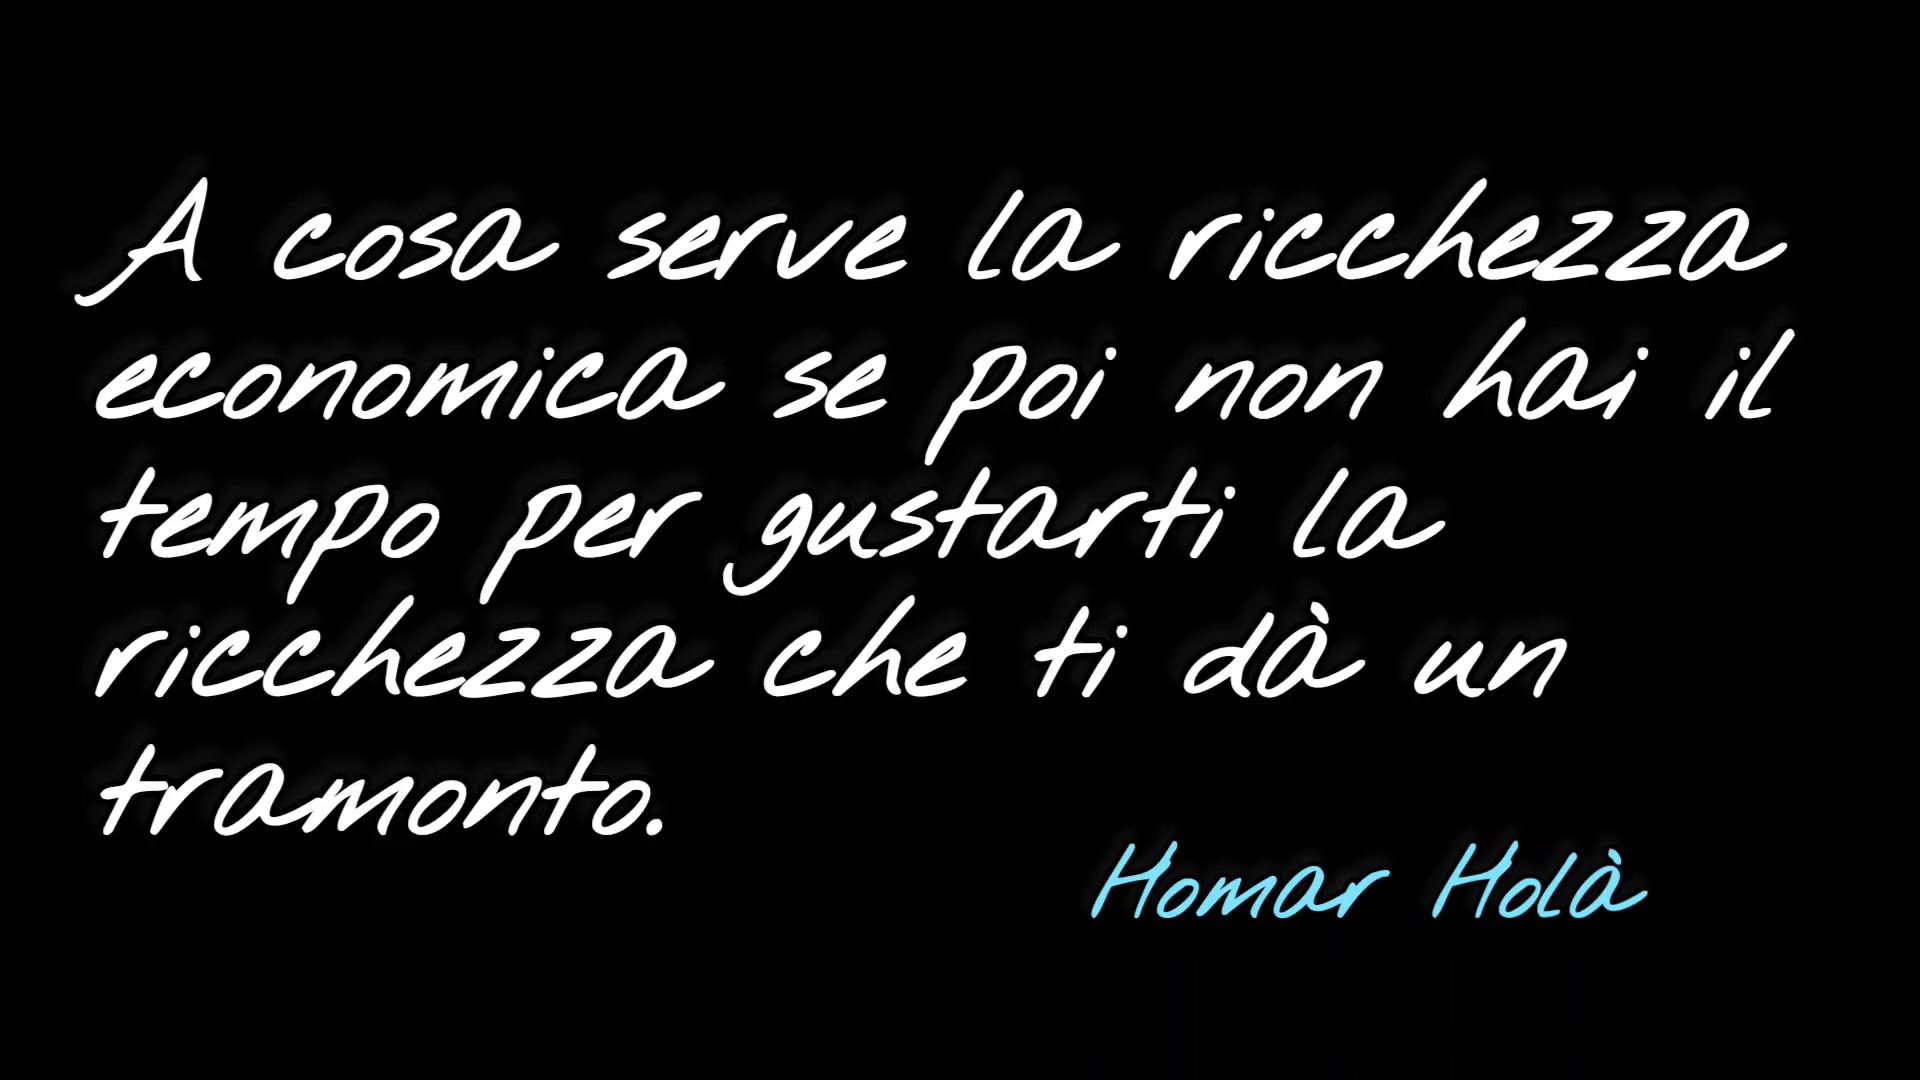 A cosa serve la ricchezza
economica se poi non hai il
tempo per gustarti la
ricchezza che ti dà un
tramonto.
Homar Holà